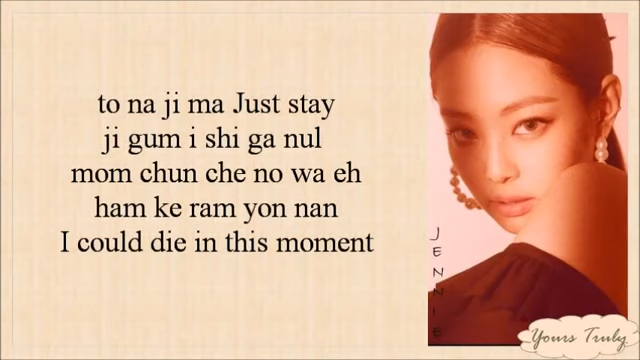 to na ji ma Just stay
ji gum i shi ga nul
mom chun che no wa eh
ham ke ram yon nan
I could die in this moment
JENNIE
Yours Truly